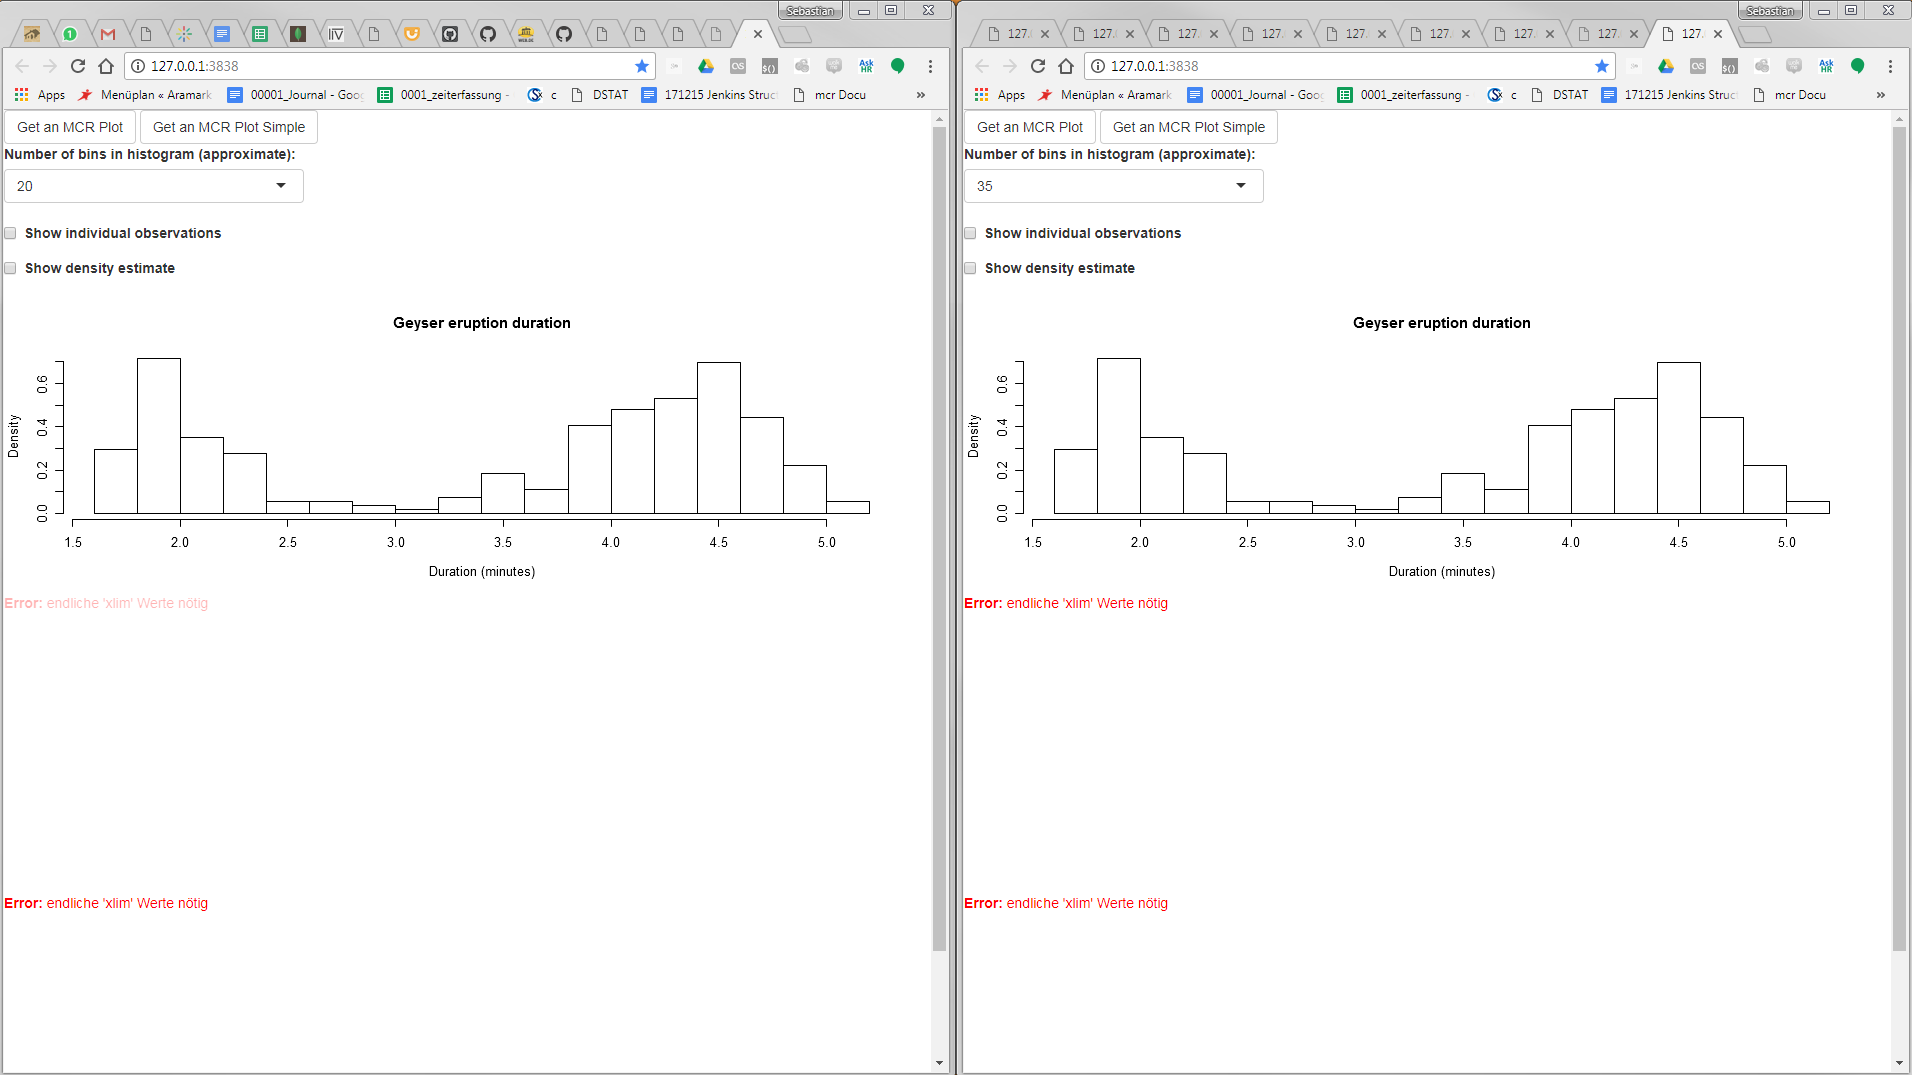 Sebastian
127.0.0.1:3838
Apps Menüplan « Aramark 00001_Journal - Goo 0001_zeiterfassung - c DSTAT 171215 Jenkins Struct mcr Docu »
Get an MCR Plot Get an MCR Plot Simple
Number of bins in histogram (approximate):
20
Show individual observations
Show density estimate
Geyser eruption duration
Density
0.0 0.2 0.4 0.6
1.5 2.0 2.5 3.0 3.5 4.0 4.5 5.0
Duration (minutes)
Error: endliche 'xlim' Werte nötig
Error: endliche 'xlim' Werte nötig
Sebastian
127. 127. 127. 127. 127. 127. 127. 127. 127.
127.0.0.1:3838
Apps Menüplan « Aramark 00001_Journal - Goo 0001_zeiterfassung - c DSTAT 171215 Jenkins Struct mcr Docu »
Get an MCR Plot Get an MCR Plot Simple
Number of bins in histogram (approximate):
35
Show individual observations
Show density estimate
Geyser eruption duration
Density
0.0 0.2 0.4 0.6
1.5 2.0 2.5 3.0 3.5 4.0 4.5 5.0
Duration (minutes)
Error: endliche 'xlim' Werte nötig
Error: endliche 'xlim' Werte nötig